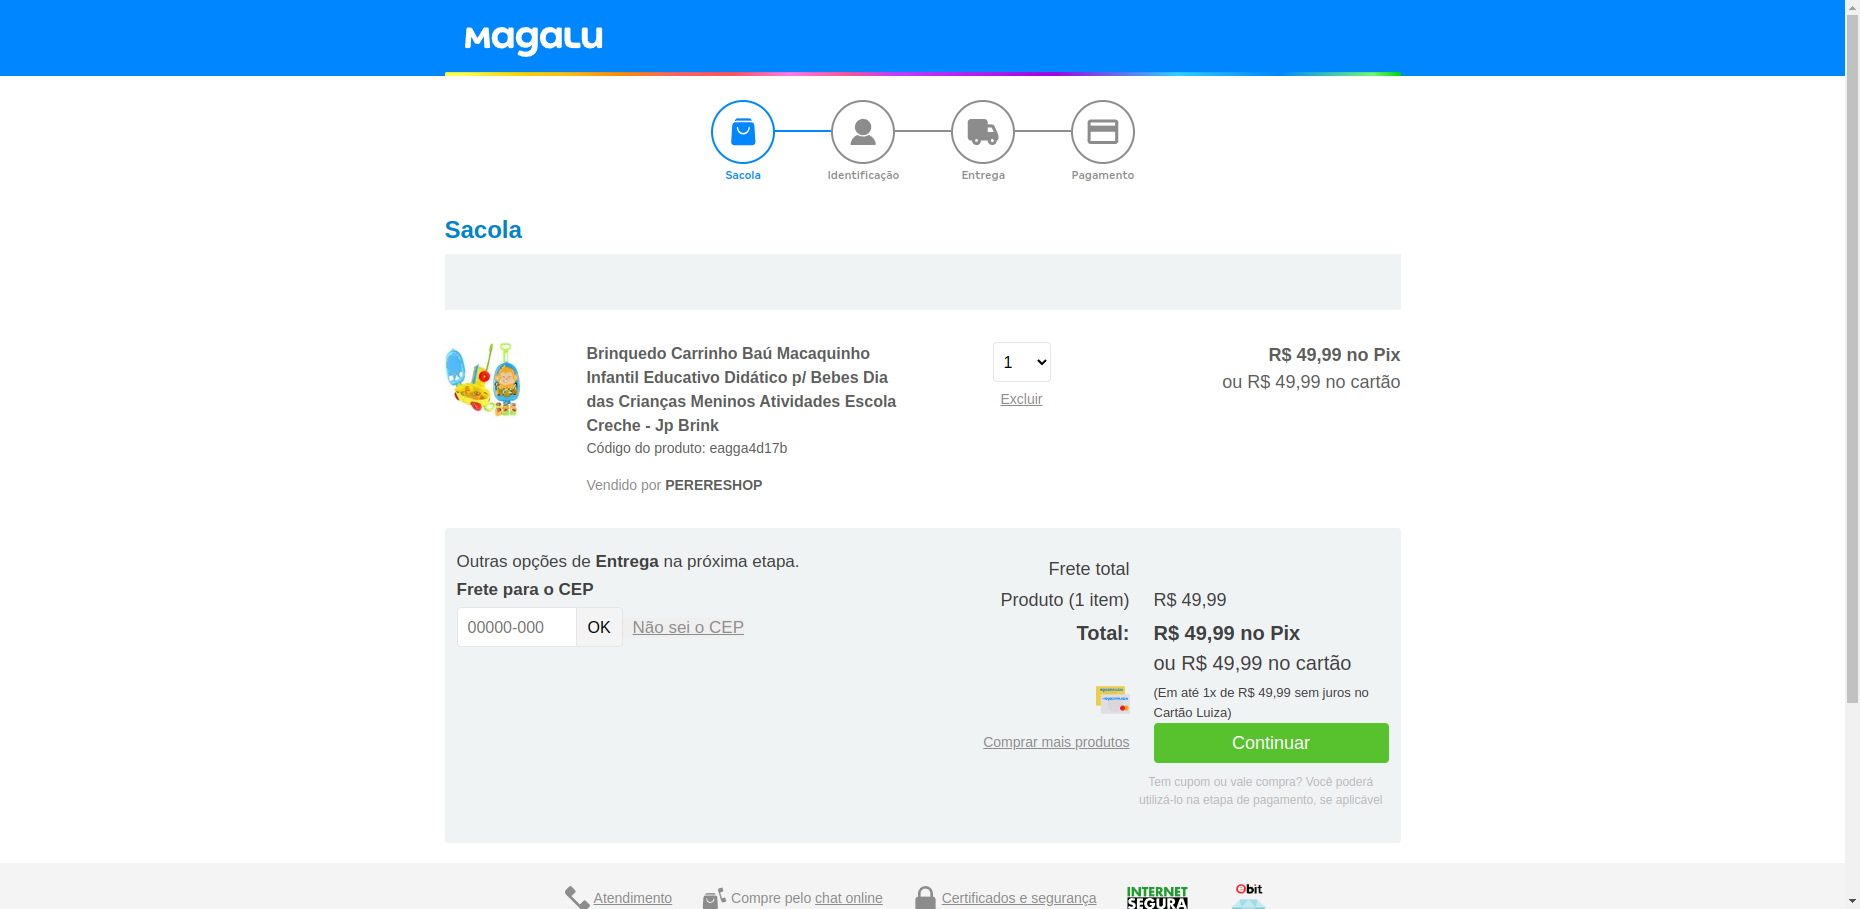 Magalu
Sacola
Identificação
Entrega
Pagamento
Sacola
Brinquedo Carrinho Baú Macaquinho
Infantil Educativo Didático p/ Bebes Dia
das Crianças Meninos Atividades Escola
Creche - Jp Brink
Código do produto: eagga4d17b
Vendido por PERERESHOP
1
Excluir
R$ 49,99 no Pix
ou R$ 49,99 no cartão
Outras opções de Entrega na próxima etapa.
Frete para o CEP
00000-000 OK Não sei o CEP
Frete total
Produto (1 item) R$ 49,99
Total: R$ 49,99 no Pix
ou R$ 49,99 no cartão
(Em até 1x de R$ 49,99 sem juros no
Cartão Luiza)
Comprar mais produtos
Continuar
Tem cupom ou vale compra? Você poderá
utilizá-lo na etapa de pagamento, se aplicável
Atendimento
Compre pelo chat online
Certificados e segurança
INTERNET
SEGURA
ebit